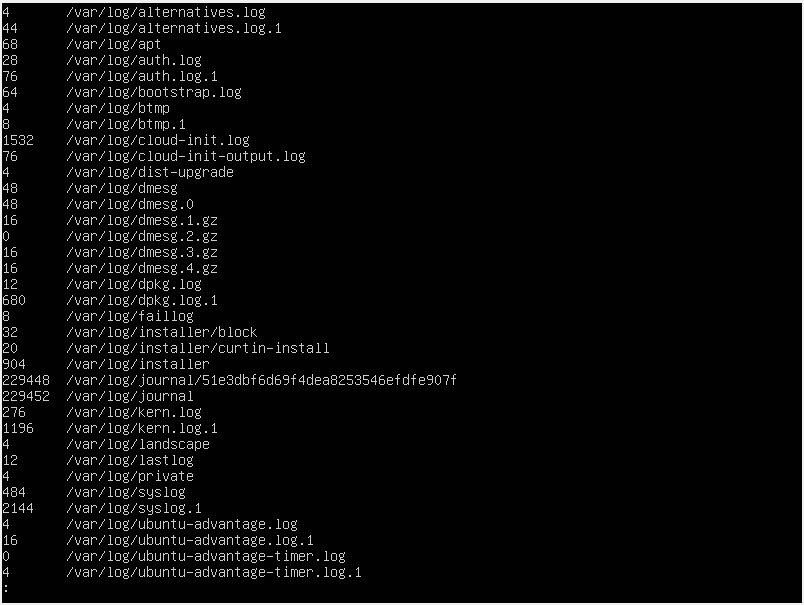 4       /var/log/alternatives.log
44      /var/log/alternatives.log.1
68      /var/log/apt
28      /var/log/auth.log
76      /var/log/auth.log.1
64      /var/log/bootstrap.log
4       /var/log/btmp
8       /var/log/btmp.1
1532    /var/log/cloud-init.log
76      /var/log/cloud-init-output.log
4       /var/log/dist-upgrade
48      /var/log/dmesg
48      /var/log/dmesg.0
16      /var/log/dmesg.1.gz
0       /var/log/dmesg.2.gz
16      /var/log/dmesg.3.gz
16      /var/log/dmesg.4.gz
12      /var/log/dpkg.log
680     /var/log/dpkg.log.1
8       /var/log/faillog
32      /var/log/installer/block
20      /var/log/installer/curtin-install
904     /var/log/installer
229448  /var/log/journal/51e3dbf6d69f4dea8253546efdfe907f
229452  /var/log/journal
276     /var/log/kern.log
1196    /var/log/kern.log.1
4       /var/log/landscape
12      /var/log/lastlog
4       /var/log/private
484     /var/log/syslog
2144    /var/log/syslog.1
4       /var/log/ubuntu-advantage.log
16      /var/log/ubuntu-advantage.log.1
0       /var/log/ubuntu-advantage-timer.log
4       /var/log/ubuntu-advantage-timer.log.1
: